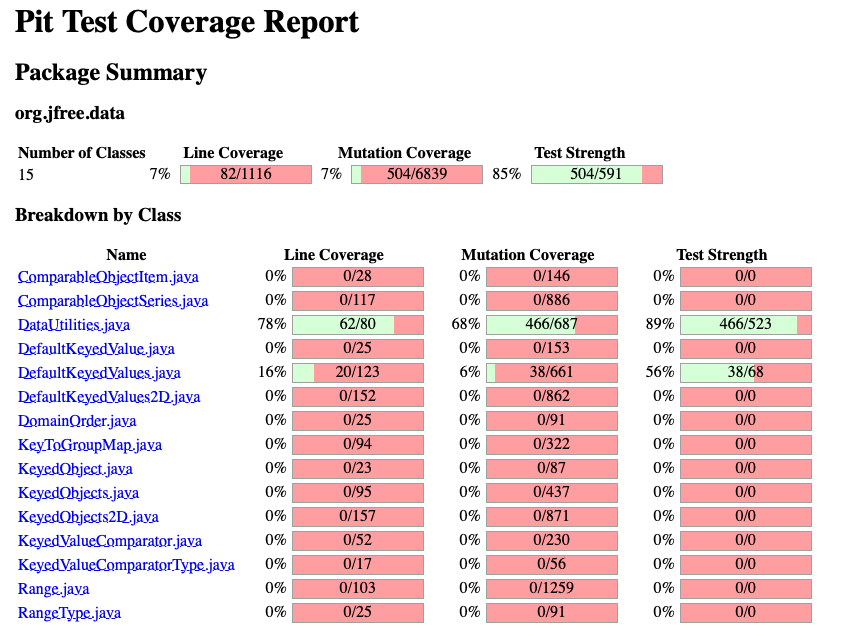 Pit Test Coverage Report
Package Summary
org.jfree.data
Number of Classes Line Coverage Mutation Coverage Test Strength
15 7% 82/1116 7% 504/6839 85% 504/591
Breakdown by Class
Name Line Coverage Mutation Coverage Test Strength
ComparableObjectItem.java 0% 0/28 0% 0/146 0% 0/0
ComparableObjectSeries.java 0% 0/117 0% 0/886 0% 0/0
DataUtilities.java 78% 62/80 68% 466/687 89% 466/523
DefaultKeyedValue.java 0% 0/25 0% 0/153 0% 0/0
DefaultKeyedValues.java 16% 20/123 6% 38/661 56% 38/68
DefaultKeyedValues2D.java 0% 0/152 0% 0/862 0% 0/0
DomainOrder.java 0% 0/25 0% 0/91 0% 0/0
KeyToGroupMap.java 0% 0/94 0% 0/322 0% 0/0
KeyedObject.java 0% 0/23 0% 0/87 0% 0/0
KeyedObjects.java 0% 0/95 0% 0/437 0% 0/0
KeyedObjects2D.java 0% 0/157 0% 0/871 0% 0/0
KeyedValueComparator.java 0% 0/52 0% 0/230 0% 0/0
KeyedValueComparatorType.java 0% 0/17 0% 0/56 0% 0/0
Range.java 0% 0/103 0% 0/1259 0% 0/0
RangeType.java 0% 0/25 0% 0/91 0% 0/0